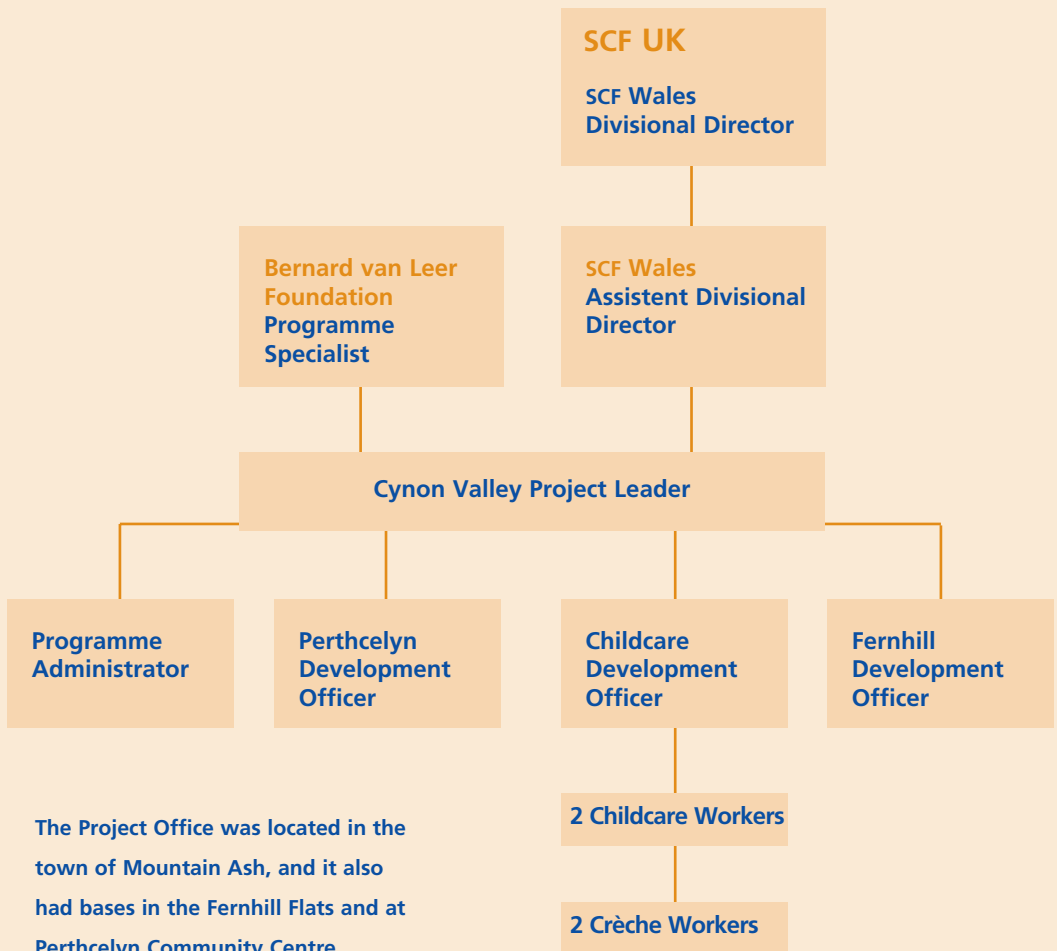 SCF UK
SCF Wales
Divisional Director
Bernard van Leer
Foundation
Programme
Specialist
SCF Wales
Assistent Divisional
Director
Cynon Valley Project Leader
Programme
Administrator
Perthcelyn
Development
Officer
Childcare
Development
Officer
Fernhill
Development
Officer
2 Childcare Workers
2 Crèche Workers
The Project Office was located in the
town of Mountain Ash, and it also
had bases in the Fernhill Flats and at
Perthcelyn Community Centre